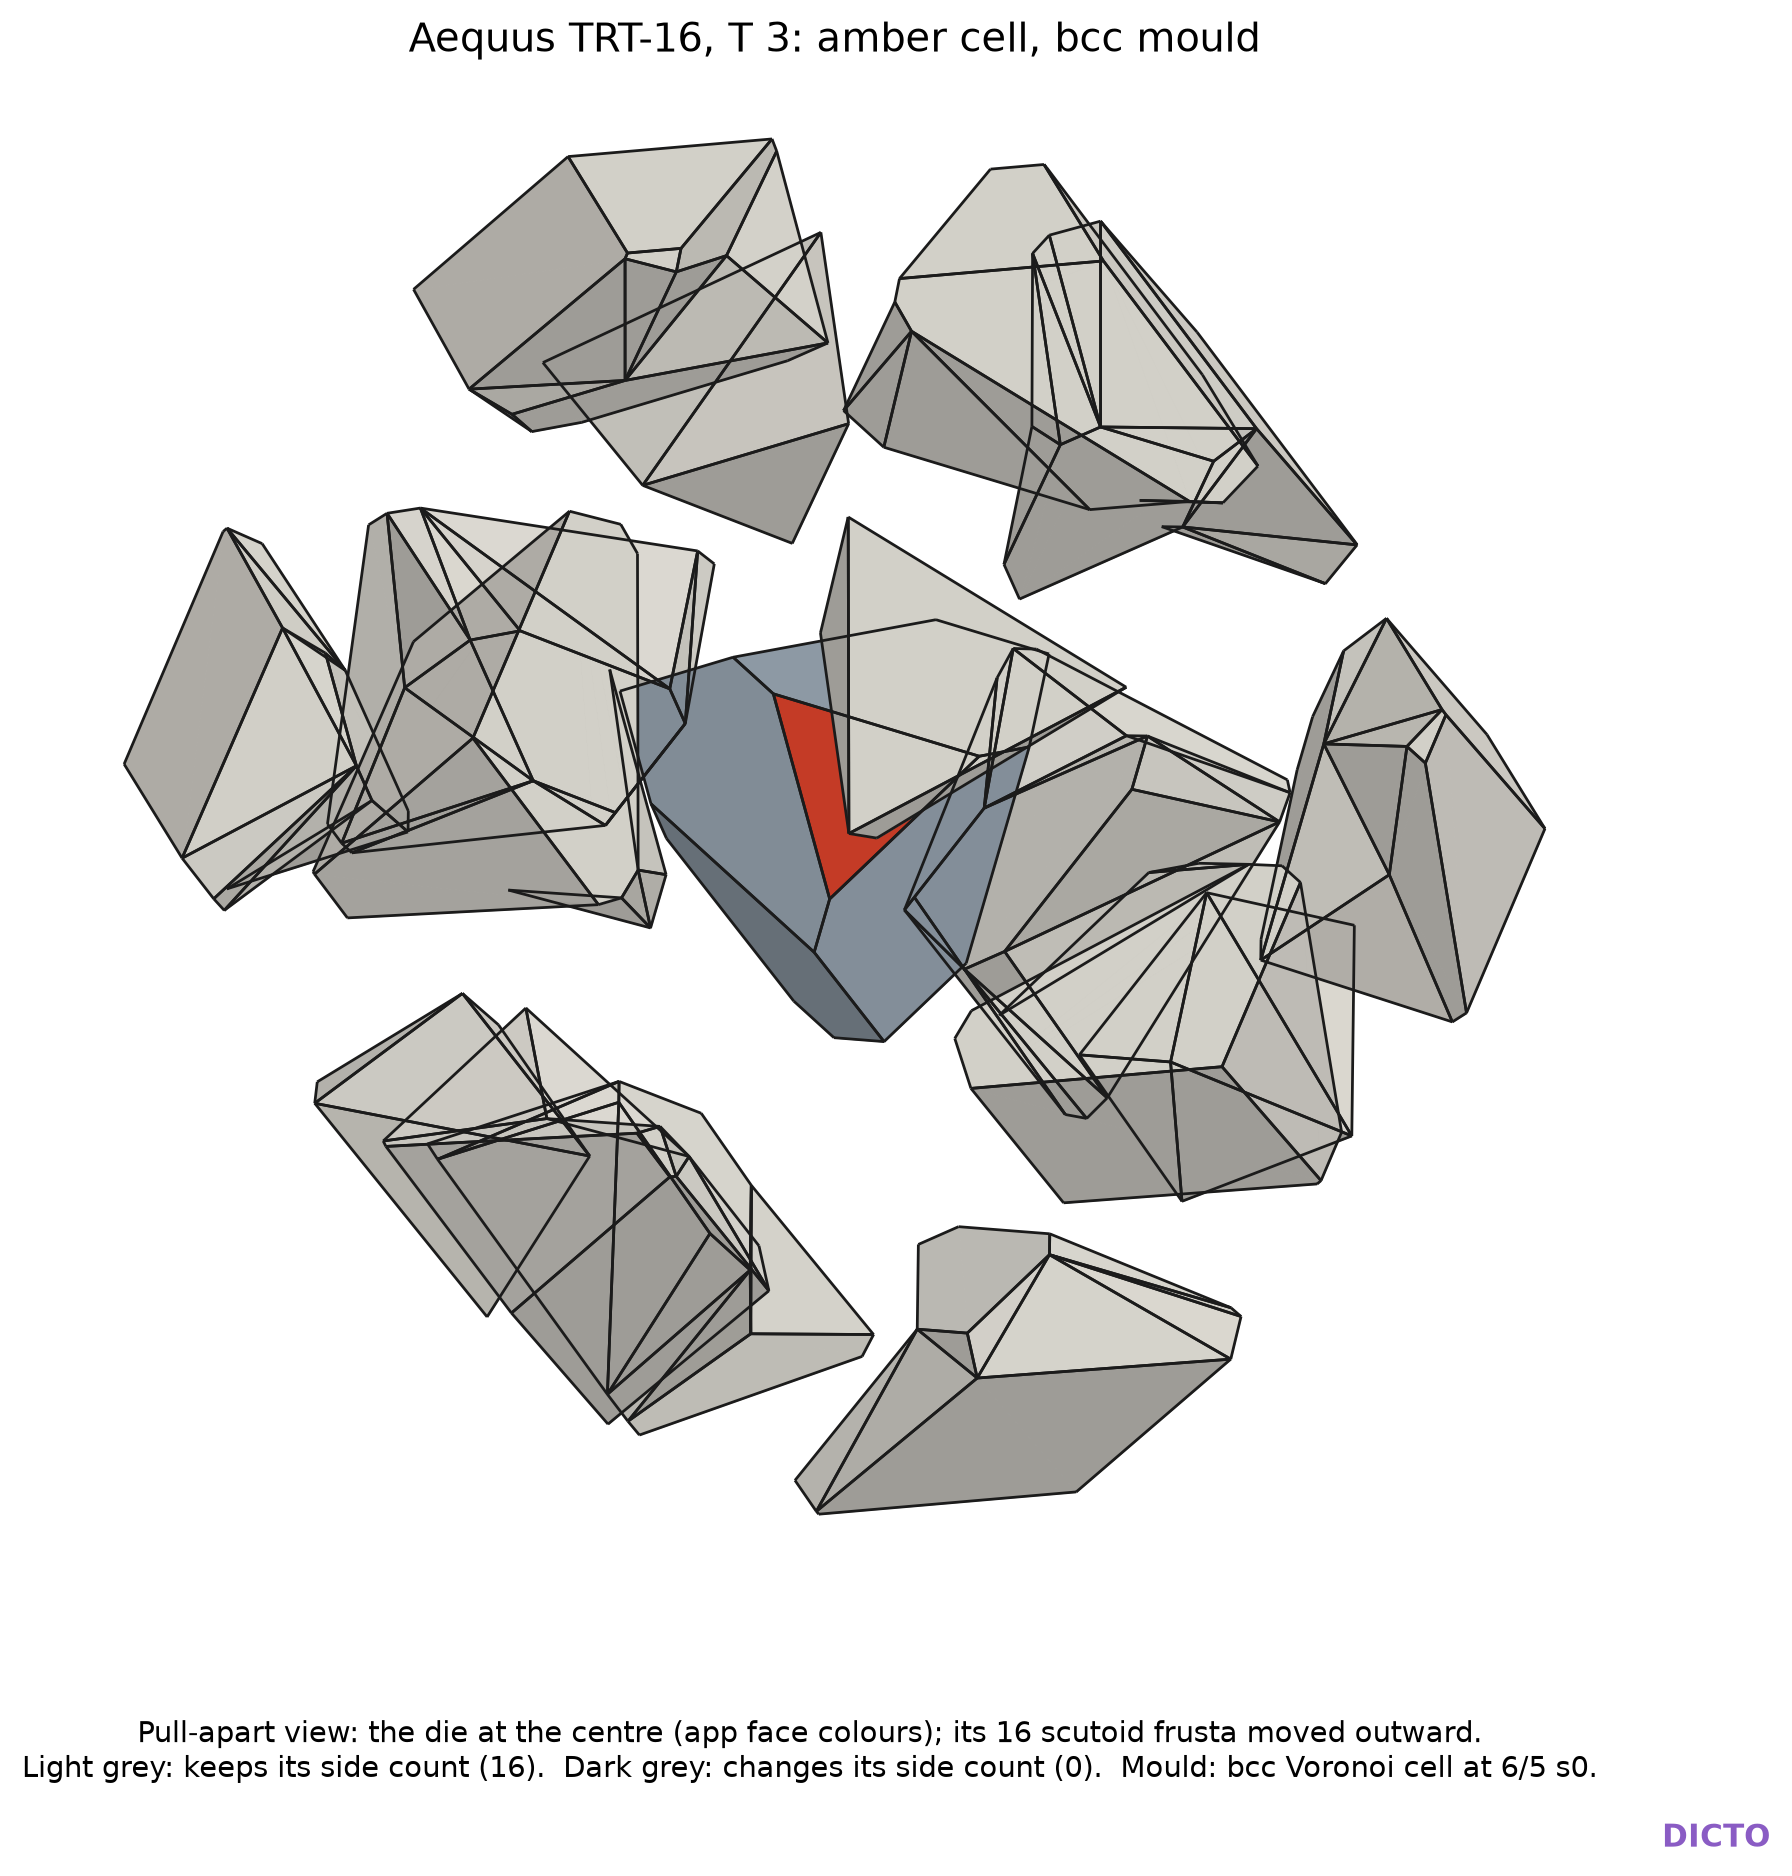 Aequus TRT-16, T 3: amber cell, bcc mould
Pull-apart view: the die at the centre (app face colours); its 16 scutoid frusta moved outward.
Light grey: keeps its side count (16).  Dark grey: changes its side count (0).  Mould: bcc Voronoi cell at 6/5 s0.
DICTO